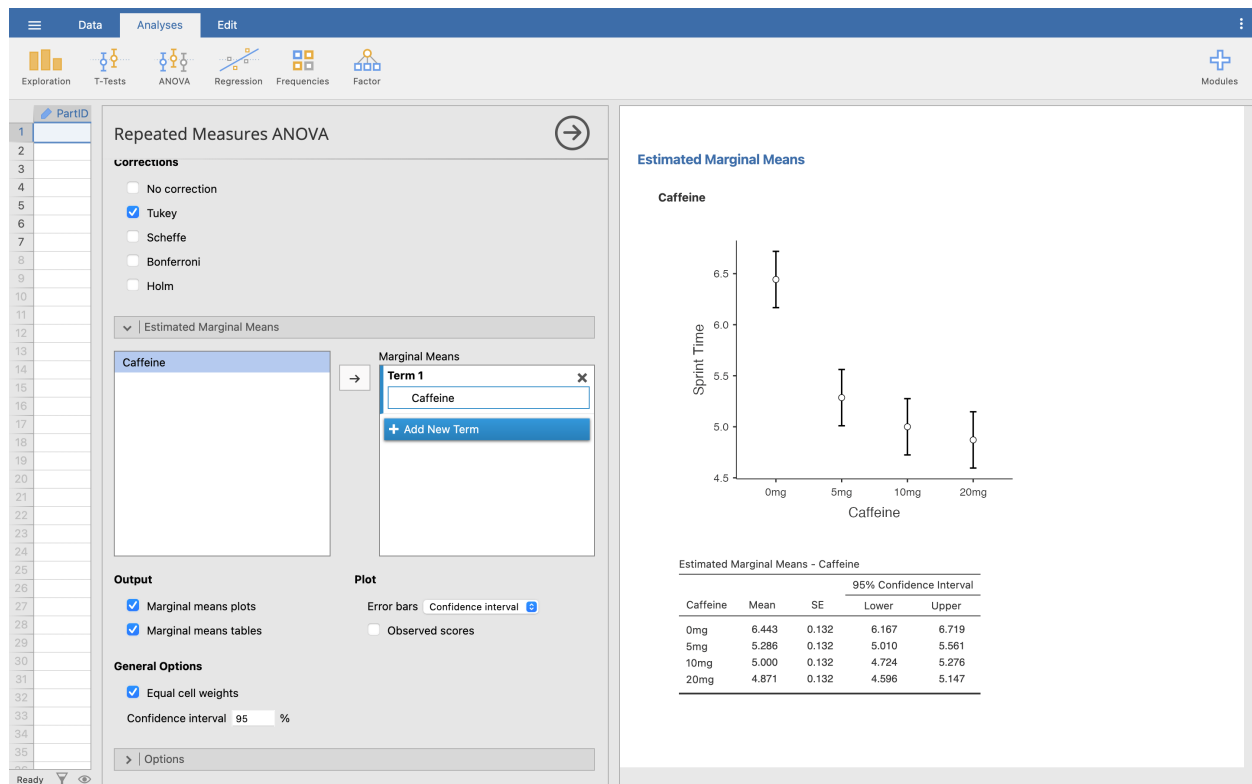 Data Analyses Edit
Exploration T-Tests ANOVA Regression Frequencies Factor Modules
PartID
1
2
3
4
5
6
7
8
9
10
11
12
13
14
15
16
17
18
19
20
21
22
23
24
25
26
27
28
29
30
31
32
33
34
35
Ready
Repeated Measures ANOVA
Corrections
No correction
Tukey
Scheffe
Bonferroni
Holm
Estimated Marginal Means
Caffeine
Marginal Means
Term 1
Caffeine
Add New Term
Output
Marginal means plots
Marginal means tables
Plot
Error bars Confidence interval
Observed scores
General Options
Equal cell weights
Confidence interval 95 %
Options
Estimated Marginal Means
Caffeine
Sprint Time
6.5
6.0
5.5
5.0
4.5
0mg 5mg 10mg 20mg
Caffeine
Estimated Marginal Means - Caffeine
95% Confidence Interval
Caffeine Mean SE Lower Upper
0mg 6.443 0.132 6.167 6.719
5mg 5.286 0.132 5.010 5.561
10mg 5.000 0.132 4.724 5.276
20mg 4.871 0.132 4.596 5.147